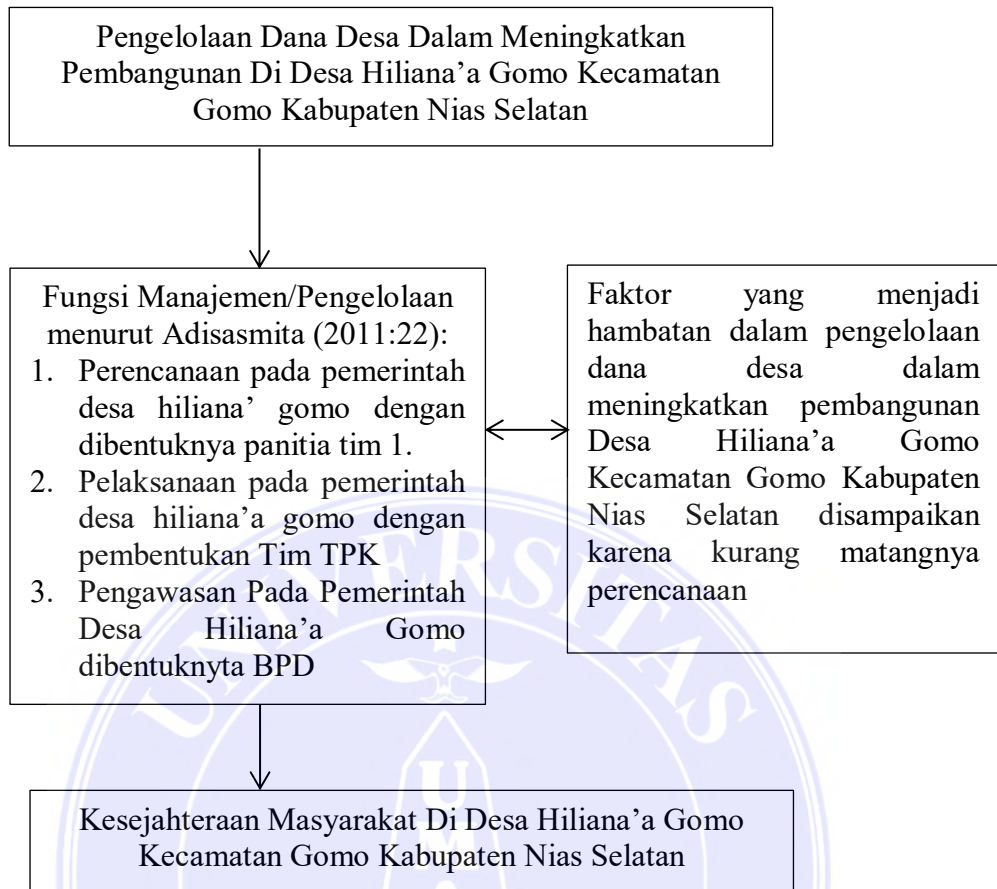 Pengelolaan Dana Desa Dalam Meningkatkan
Pembangunan Di Desa Hiliana’a Gomo Kecamatan
Gomo Kabupaten Nias Selatan
Fungsi Manajemen/Pengelolaan
menurut Adisasmita (2011:22):
1. Perencanaan pada pemerintah
desa hiliana’ gomo dengan
dibentuknya panitia tim 1.
2. Pelaksanaan pada pemerintah
desa hiliana’a gomo dengan
pembentukan Tim TPK
3. Pengawasan Pada Pemerintah
Desa Hiliana’a Gomo
dibentuknyta BPD
Faktor yang menjadi
hambatan dalam pengelolaan
dana desa dalam
meningkatkan pembangunan
Desa Hiliana’a Gomo
Kecamatan Gomo Kabupaten
Nias Selatan disampaikan
karena kurang matangnya
perencanaan
Kesejahteraan Masyarakat Di Desa Hiliana’a Gomo
Kecamatan Gomo Kabupaten Nias Selatan
UNIVERSITAS
U
M
A